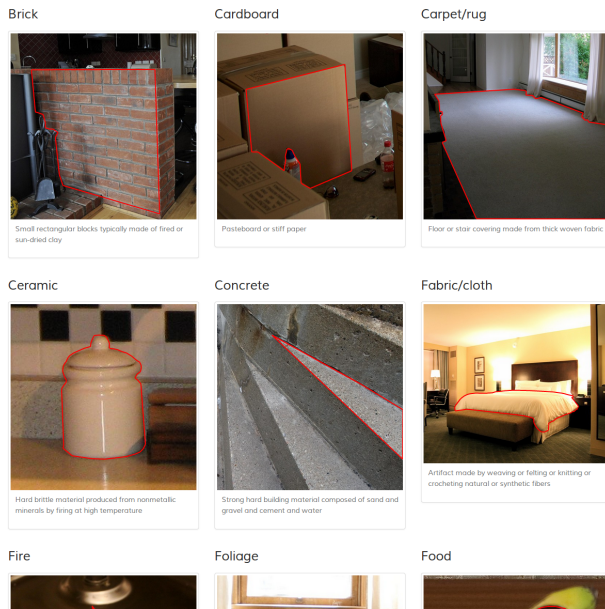 Brick
Cardboard
Carpet/rug
Small rectangular blocks typically made of fired or
sun-dried clay
Pasteboard or stiff paper
Floor or stair covering made from thick woven fabric
Ceramic
Concrete
Fabric/cloth
Hard brittle material produced from nonmetallic
minerals by firing at high temperature
Strong hard building material composed of sand and
gravel and cement and water
Artifact made by weaving or felting or knitting or
crocheting natural or synthetic fibers
Fire
Foliage
Food